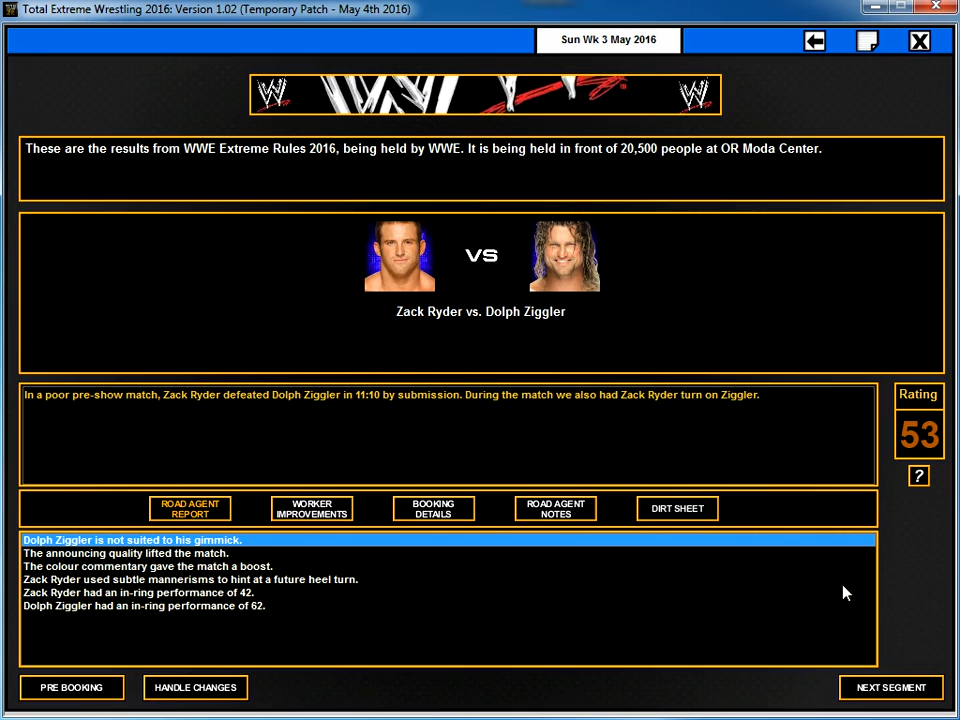 Total Extreme Wrestling 2016: Version 1.02 (Temporary Patch - May 4th 2016)
Sun Wk 3 May 2016
These are the results from WWE Extreme Rules 2016, being held by WWE. It is being held in front of 20,500 people at OR Moda Center.
VS
Zack Ryder vs. Dolph Ziggler
In a poor pre-show match, Zack Ryder defeated Dolph Ziggler in 11:10 by submission. During the match we also had Zack Ryder turn on Ziggler.
Rating
53
?
ROAD AGENT REPORT
WORKER IMPROVEMENTS
BOOKING DETAILS
ROAD AGENT NOTES
DIRT SHEET
Dolph Ziggler is not suited to his gimmick.
The announcing quality lifted the match.
The colour commentary gave the match a boost.
Zack Ryder used subtle mannerisms to hint at a future heel turn.
Zack Ryder had an in-ring performance of 42.
Dolph Ziggler had an in-ring performance of 62.
PRE BOOKING
HANDLE CHANGES
NEXT SEGMENT